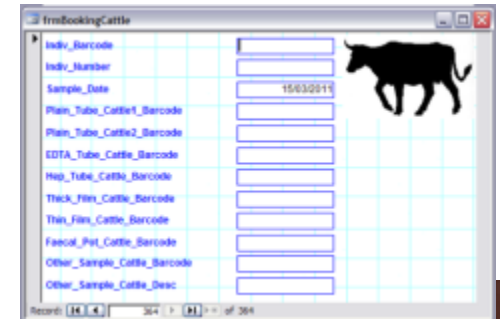 frmBookingCattle
Indiv_Barcode
Indiv_Number
Sample_Date 15/03/2011
Plain_Tube_Cattle1_Barcode
Plain_Tube_Cattle2_Barcode
EDTA_Tube_Cattle_Barcode
Hep_Tube_Cattle_Barcode
Thick_Film_Cattle_Barcode
Thin_Film_Cattle_Barcode
Faecal_Pot_Cattle_Barcode
Other_Sample_Cattle_Barcode
Other_Sample_Cattle_Desc
Record: 364 of 364